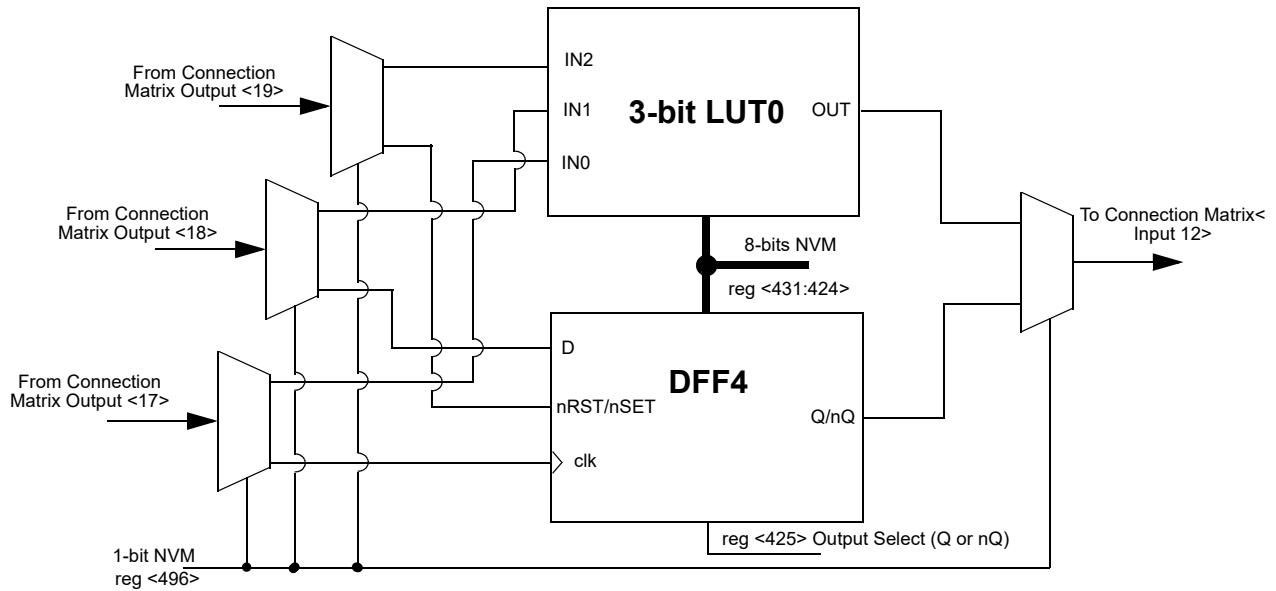 From Connection
Matrix Output <19>
IN2
IN1
IN0
3-bit LUT0
OUT
From Connection
Matrix Output <18>
To Connection Matrix<
Input 12>
8-bits NVM
reg <431:424>
From Connection
Matrix Output <17>
D
nRST/nSET
clk
DFF4
Q/nQ
reg <425> Output Select (Q or nQ)
1-bit NVM
reg <496>